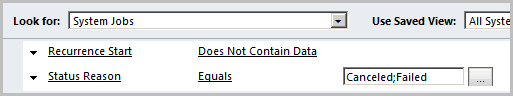 Look for: System Jobs Use Saved View: All Syste
Recurrence Start Does Not Contain Data
Status Reason Equals Canceled;Failed ...